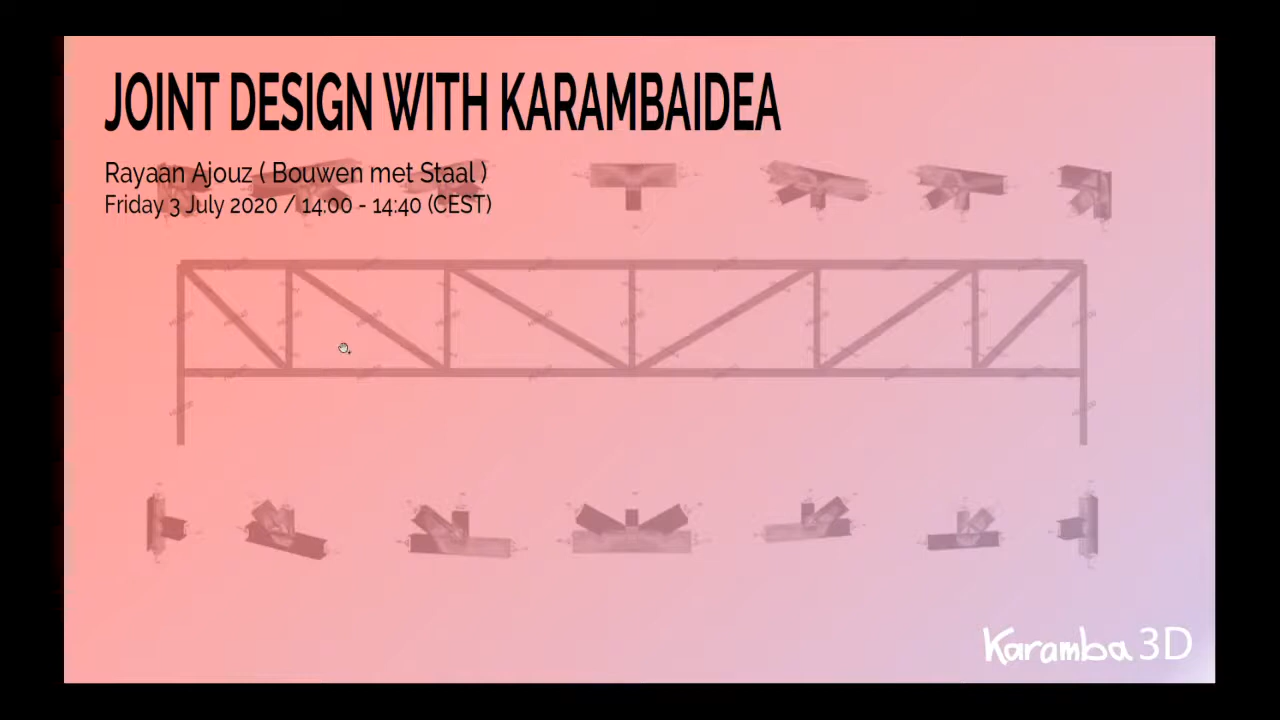 JOINT DESIGN WITH KARAMBAIDEA
Rayaan Ajouz ( Bouwen met Staal )
Friday 3 July 2020 / 14:00 - 14:40 (CEST)
Karamba 3D